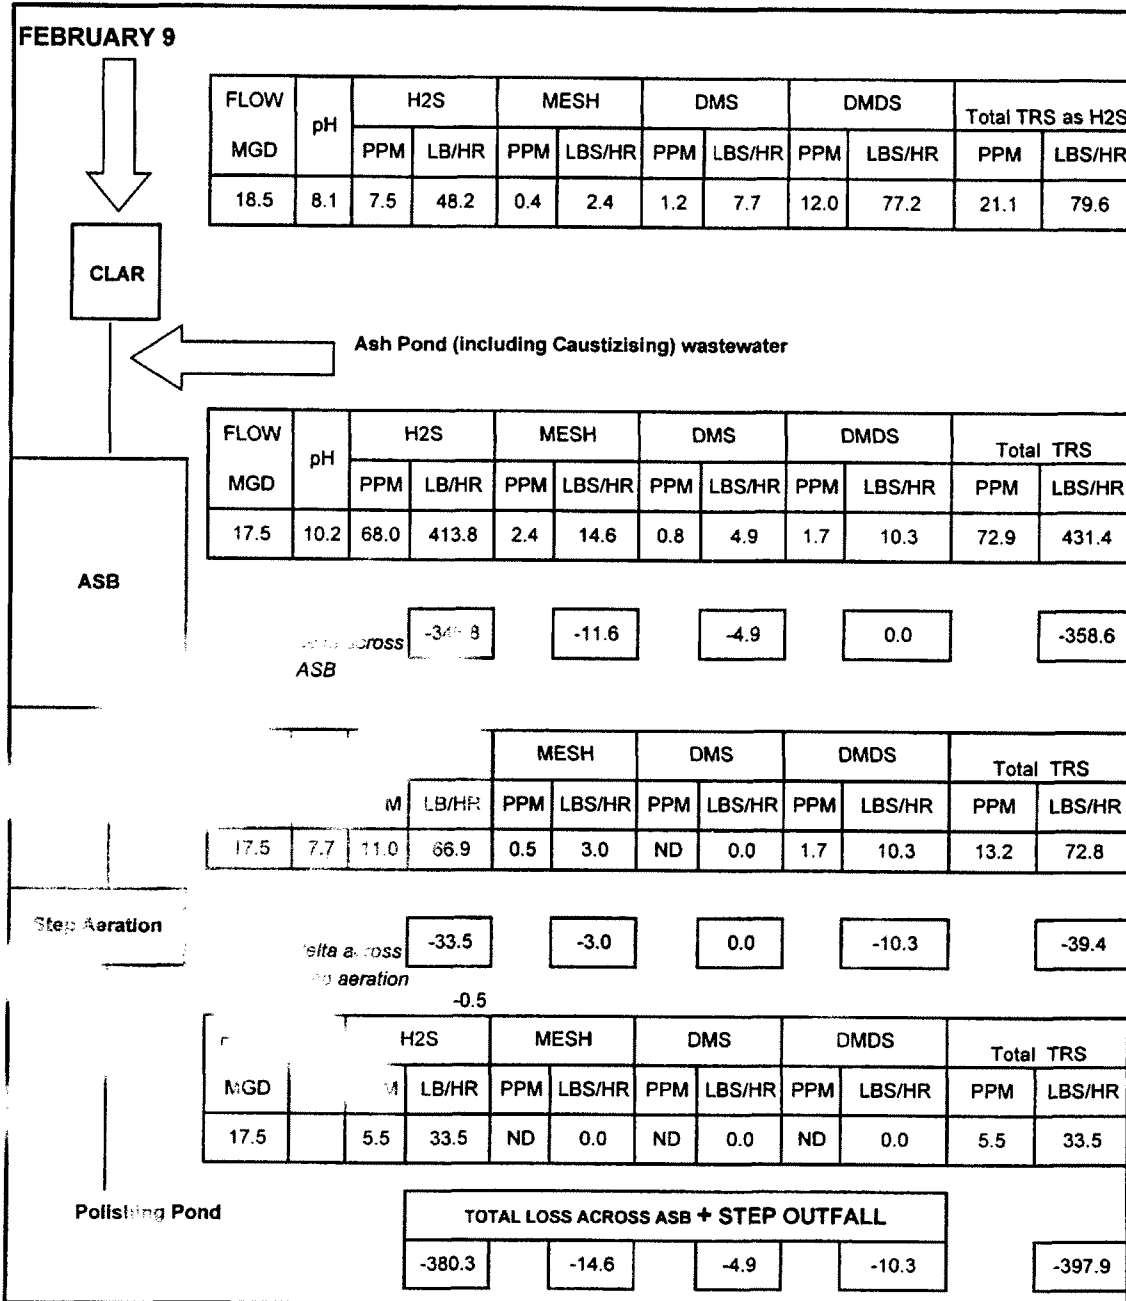 FEBRUARY 9
FLOW MGD pH H2S MESH DMS DMDS Total TRS as H2S
PPM LB/HR PPM LBS/HR PPM LBS/HR PPM LBS/HR PPM LBS/HR
18.5 8.1 7.5 48.2 0.4 2.4 1.2 7.7 12.0 77.2 21.1 79.6
CLAR
Ash Pond (including Caustizising) wastewater
FLOW MGD pH H2S MESH DMS DMDS Total TRS
PPM LB/HR PPM LBS/HR PPM LBS/HR PPM LBS/HR PPM LBS/HR
17.5 10.2 68.0 413.8 2.4 14.6 0.8 4.9 1.7 10.3 72.9 431.4
ASB
across ASB -11.6 -4.9 0.0 -358.6
MESH DMS DMDS Total TRS
LB/HR PPM LBS/HR PPM LBS/HR PPM LBS/HR PPM LBS/HR
17.5 7.7 11.0 66.9 0.5 3.0 ND 0.0 1.7 10.3 13.2 72.8
Step Aeration
across aeration -33.5 -3.0 0.0 -10.3 -39.4
-0.5
H2S MESH DMS DMDS Total TRS
MGD LB/HR PPM LBS/HR PPM LBS/HR PPM LBS/HR PPM LBS/HR
17.5 5.5 33.5 ND 0.0 ND 0.0 ND 0.0 5.5 33.5
Polishing Pond
TOTAL LOSS ACROSS ASB + STEP OUTFALL
-380.3 -14.6 -4.9 -10.3 -397.9